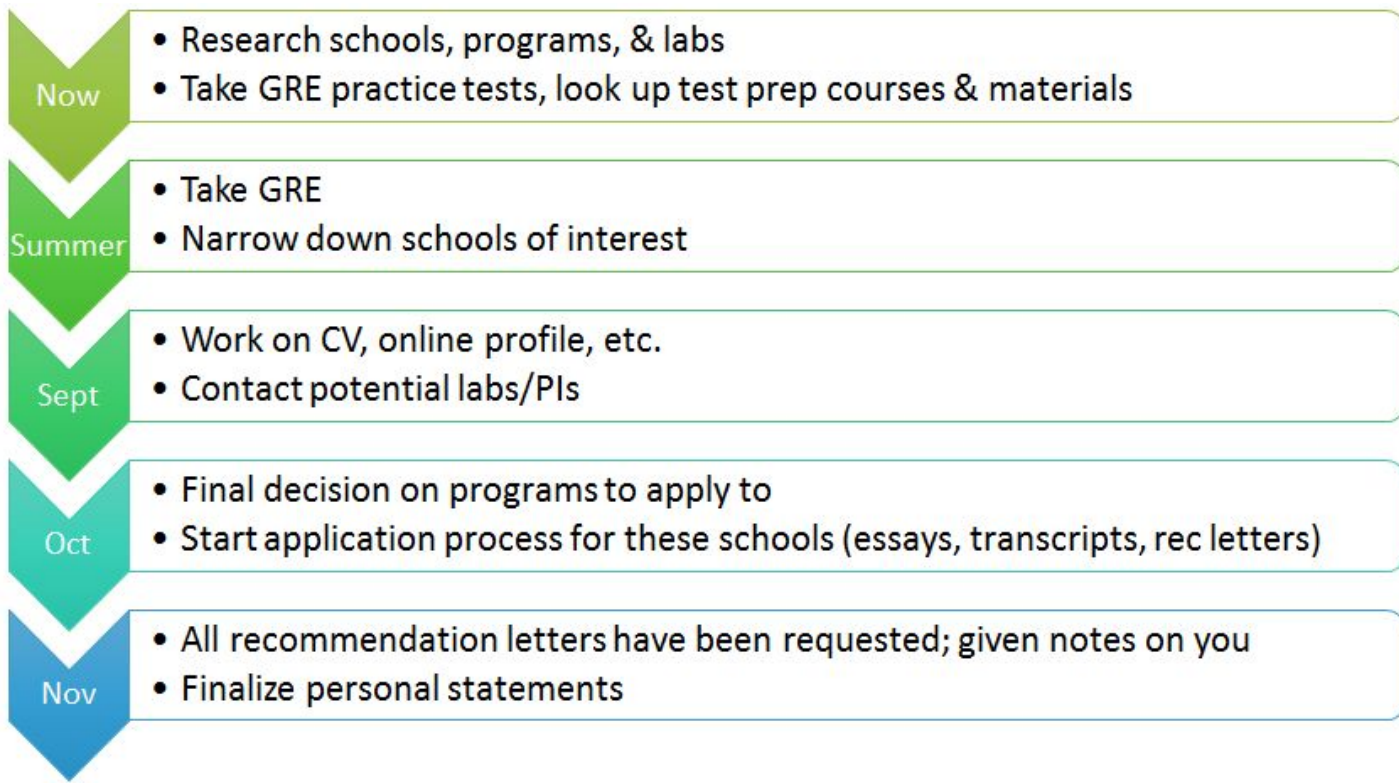 Now
• Research schools, programs, & labs
• Take GRE practice tests, look up test prep courses & materials
Summer
• Take GRE
• Narrow down schools of interest
Sept
• Work on CV, online profile, etc.
• Contact potential labs/PIs
Oct
• Final decision on programs to apply to
• Start application process for these schools (essays, transcripts, rec letters)
Nov
• All recommendation letters have been requested; given notes on you
• Finalize personal statements